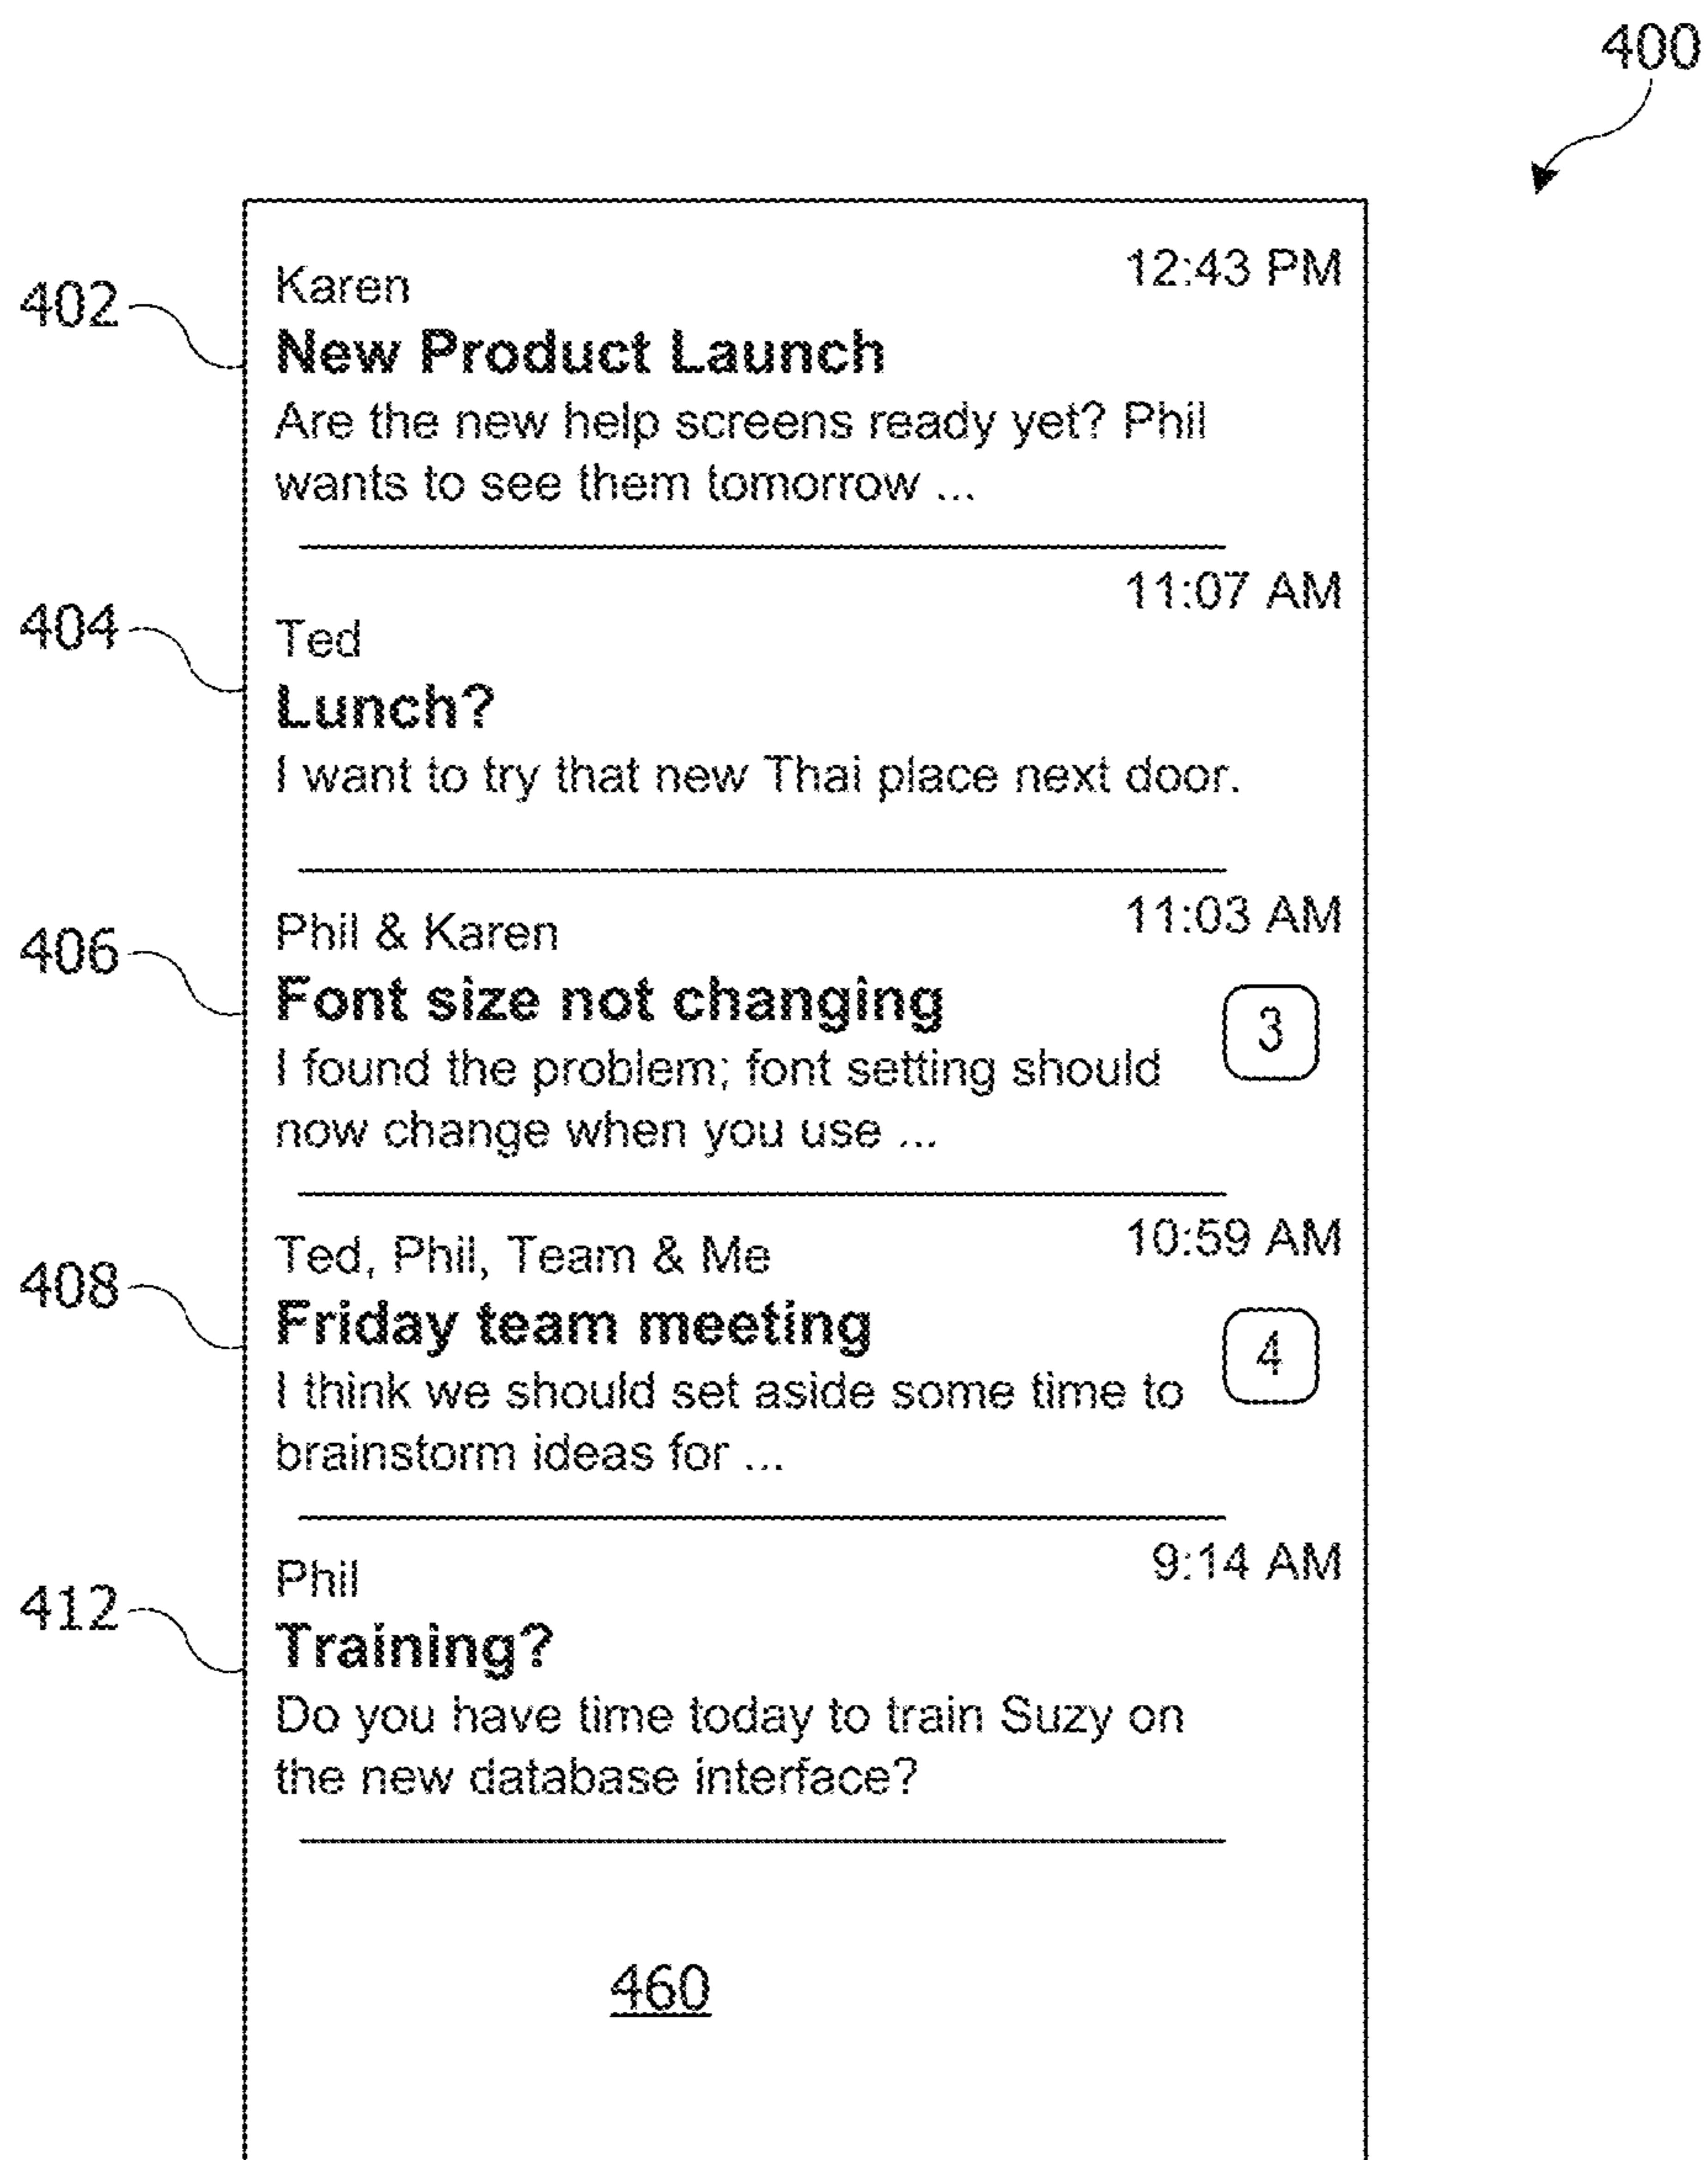 400
402
Karen
12:43 PM
New Product Launch
Are the new help screens ready yet? Phil
wants to see them tomorrow ...
404
11:07 AM
Ted
Lunch?
I want to try that new Thai place next door.
406
Phil & Karen
11:03 AM
Font size not changing
3
I found the problem; font setting should
now change when you use ...
408
Ted, Phil, Team & Me
10:59 AM
Friday team meeting
4
I think we should set aside some time to
brainstorm ideas for ...
412
Phil
9:14 AM
Training?
Do you have time today to train Suzy on
the new database interface?
460